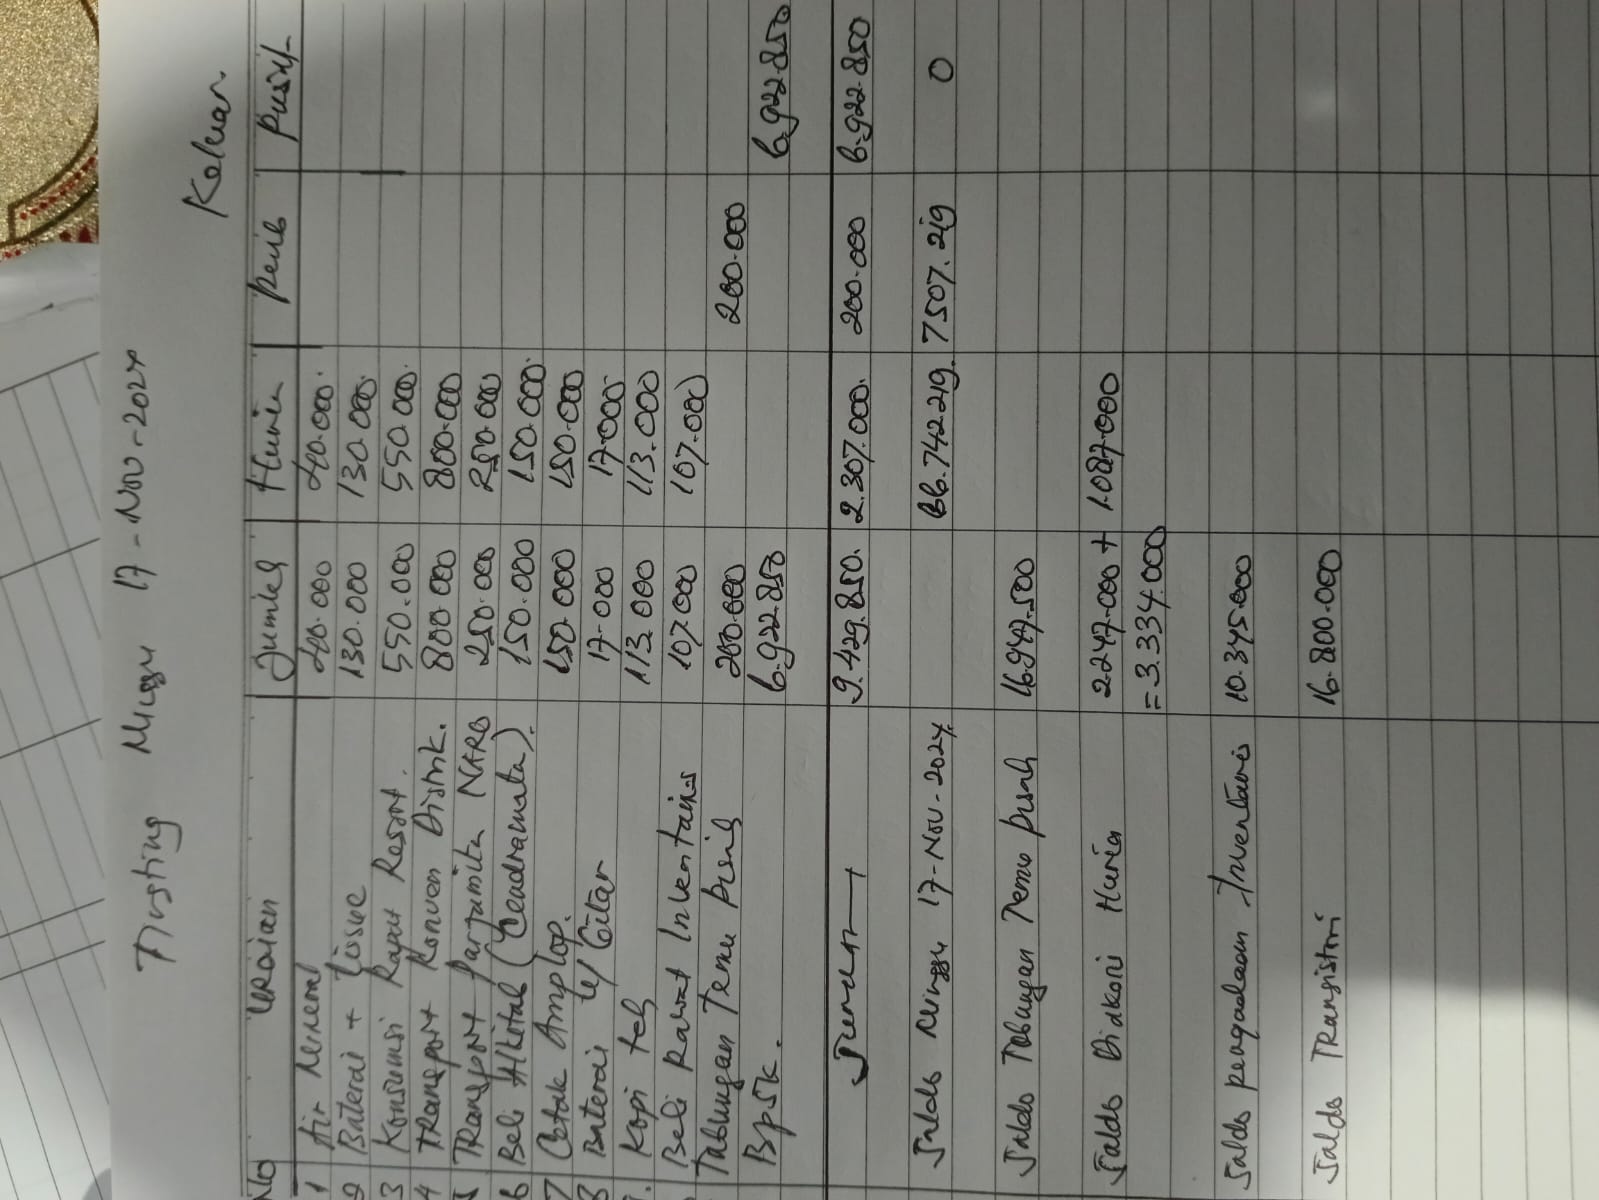 Tingting Minggu 17-Nov-2024
Keluar
No Uraian Jumlah Huria Penb Pusat
1 Air Mineral 40.000 40.000
2 Baterai + tissue 130.000 130.000
3 Konsumsi Rapat Resort. 550.000 550.000
4 Transport Konven Distrik. 800.000 800.000
5 Transport Parjumita NARO 250.000 250.000
6 Beli Alkitab (Cendramata). 150.000 150.000
7 Cetak Amplop. 150.000 150.000
8 Baterai u/ Gitar 17.000 17.000
9. Kopi teh 113.000 113.000
Beli Rawat Inventaris 107.000 107.000
Tabungan Temu pisah 200.000 200.000
Bpsk. 6.922.850 6.922.850
Jumlah 9.429.850. 2.307.000. 200.000 6.922.850
Saldo Minggu 17-Nov-2024. 66.742.219. 7507.219 0
Saldo Tabungan Temu pisah 16.947.500
Saldo Diakoni Huria 2.247.000 + 1.087.000
= 3.334.000
Saldo pengadaan Inventaris 10.345.000
Saldo Transistori 16.800.000